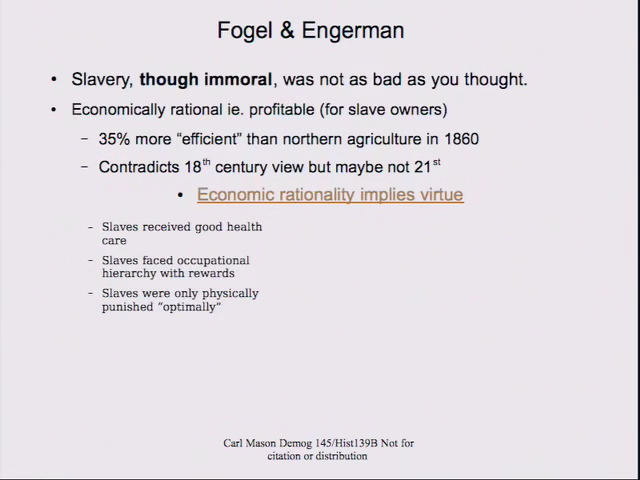 Fogel & Engerman
• Slavery, though immoral, was not as bad as you thought.
• Economically rational ie. profitable (for slave owners)
– 35% more “efficient” than northern agriculture in 1860
– Contradicts 18th century view but maybe not 21st
• Economic rationality implies virtue
– Slaves received good health
care
– Slaves faced occupational
hierarchy with rewards
– Slaves were only physically
punished “optimally”
Carl Mason Demog 145/Hist139B Not for
citation or distribution